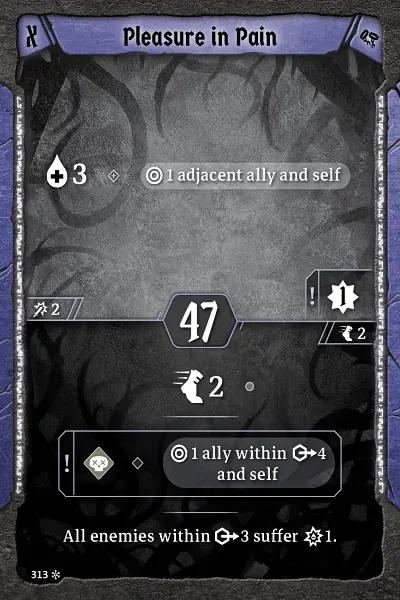 X
Pleasure in Pain
3
1 adjacent ally and self
! 1
2
47
2
2
! 1 ally within 4
and self
All enemies within 3 suffer 1.
313